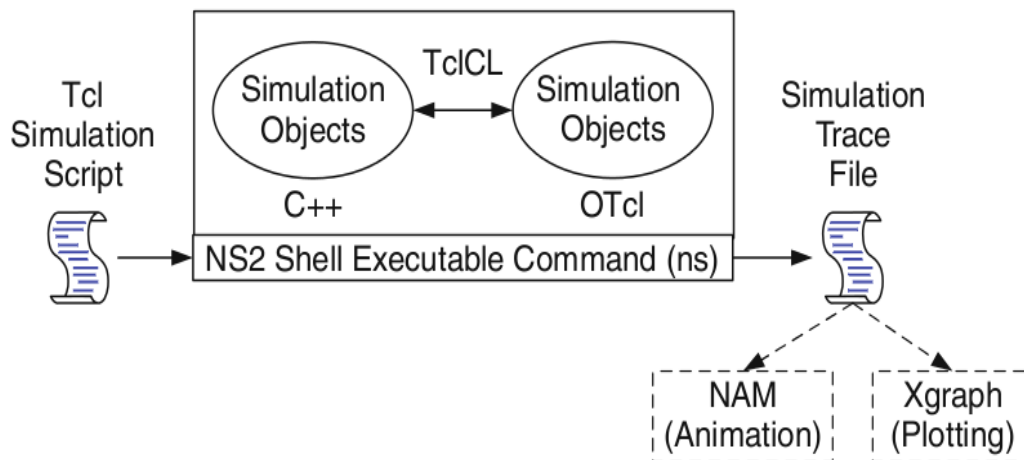 Tcl
Simulation
Script
Simulation
Objects
C++
TclCL
Simulation
Objects
OTcl
NS2 Shell Executable Command (ns)
Simulation
Trace
File
NAM
(Animation)
Xgraph
(Plotting)